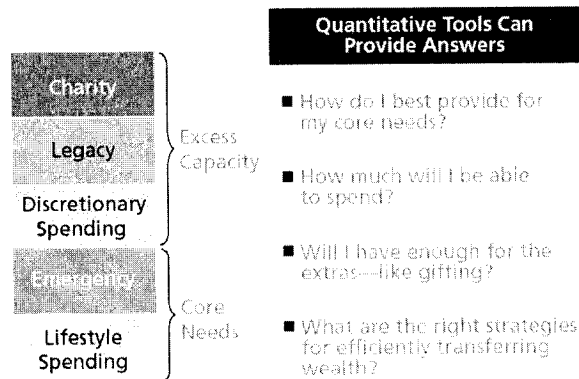 Quantitative Tools Can
Provide Answers
Charity
Legacy
Discretionary
Spending
Excess
Capacity
Emergency
Lifestyle
Spending
Core
Needs
■ How do I best provide for
my core needs?
■ How much will I be able
to spend?
■ Will I have enough for the
extras—like gifting?
■ What are the right strategies
for efficiently transferring
wealth?